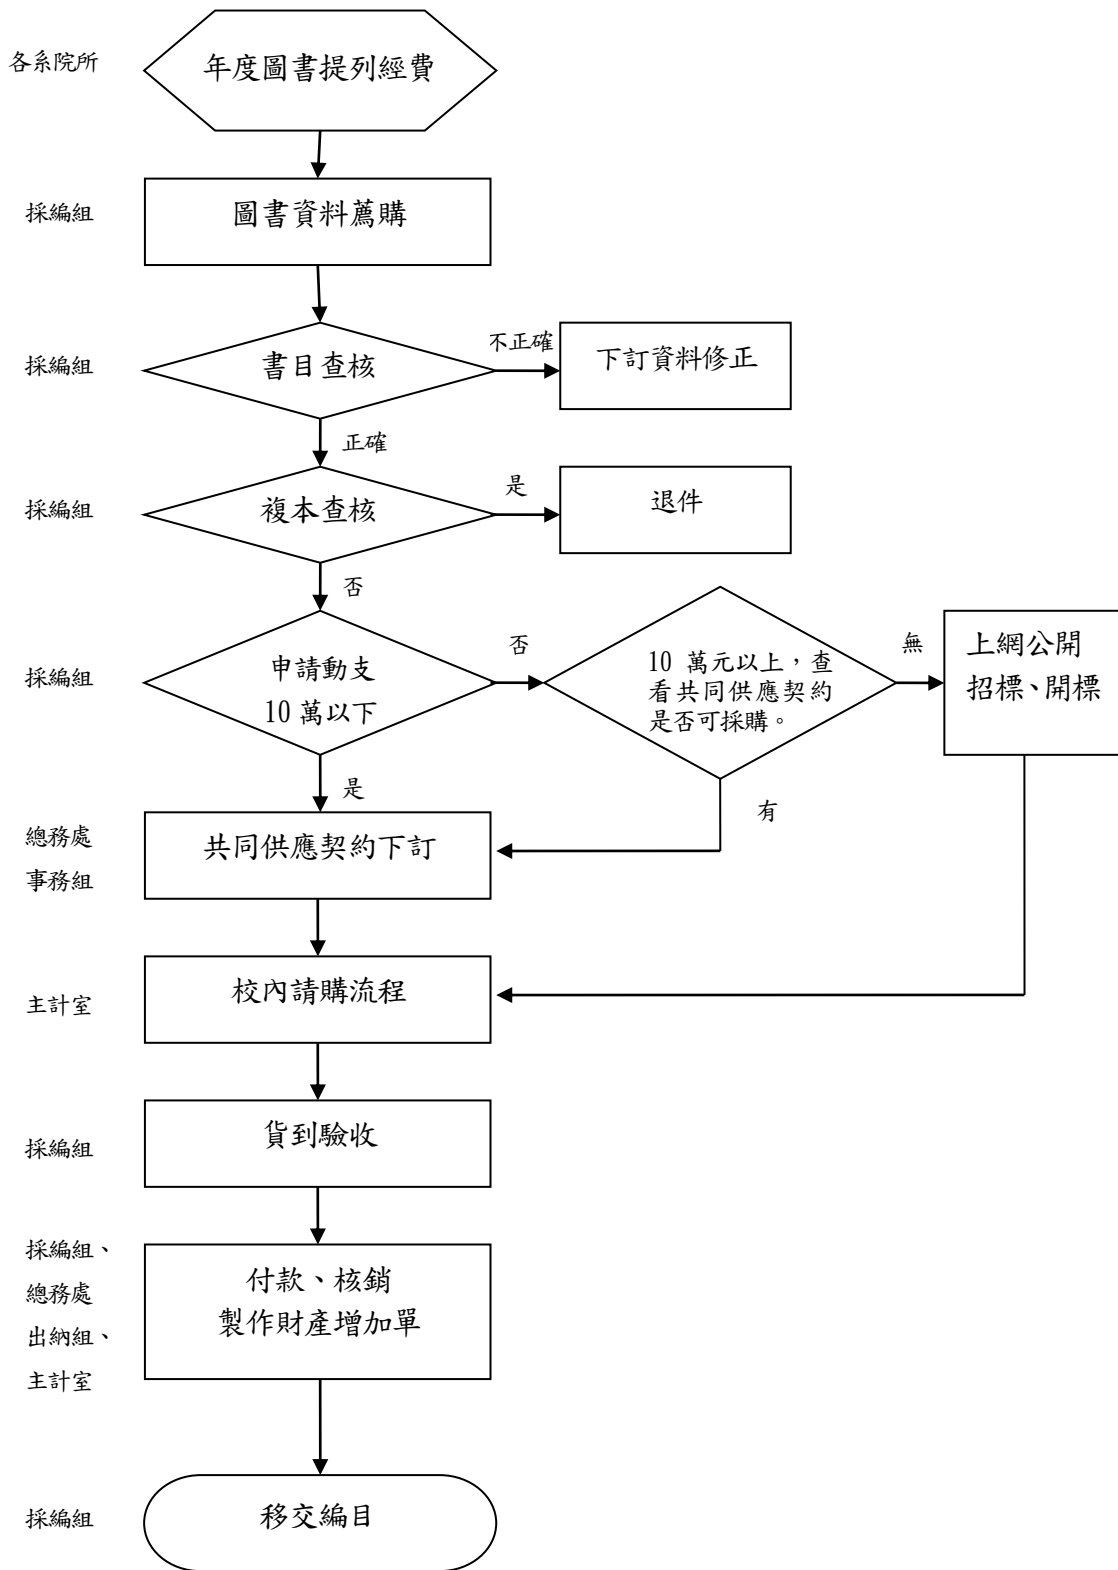 各系院所
年度圖書提列經費
採編組
圖書資料薦購
採編組
書目查核
不正確
下訂資料修正
正確
採編組
複本查核
是
退件
否
採編組
申請動支
10 萬以下
否
10 萬元以上，查
看共同供應契約
是否可採購。
無
上網公開
招標、開標
是
有
總務處
事務組
共同供應契約下訂
主計室
校內請購流程
採編組
貨到驗收
採編組、
總務處
出納組、
主計室
付款、核銷
製作財產增加單
採編組
移交編目